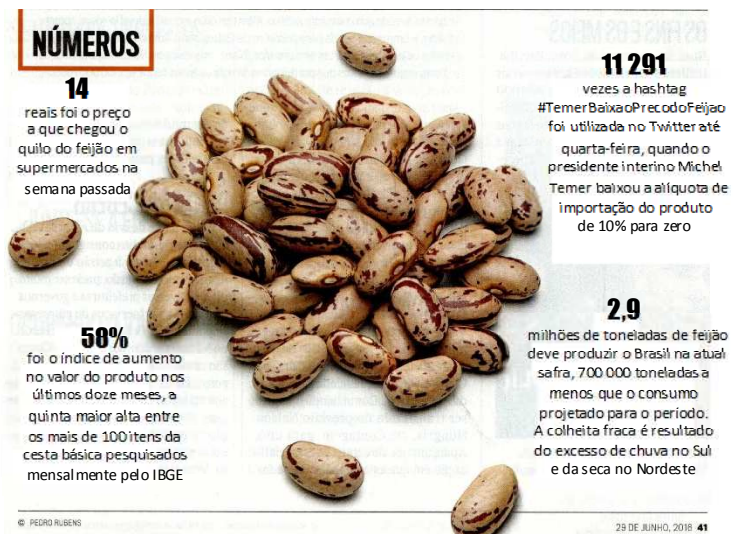 NÚMEROS
14
reais foi o preço
a que chegou o
quilo do feijão em
supermercados na
semana passada
58%
foi o índice de aumento
no valor do produto nos
últimos doze meses, a
quinta maior alta entre
os mais de 100 itens da
cesta básica pesquisados
mensalmente pelo IBGE
11 291
vezes a hashtag
#TemerBaixaoPrecodoFeijao
foi utilizada no Twitter até
quarta-feira, quando o
presidente interino Michel
Temer baixou a alíquota de
importação do produto
de 10% para zero
2,9
milhões de toneladas de feijão
deve produzir o Brasil na atual
safra, 700 000 toneladas a
menos que o consumo
projetado para o período.
A colheita fraca é resultado
do excesso de chuva no Sul
e da seca no Nordeste
© PEDRO RUBENS
29 DE JUNHO, 2016 41